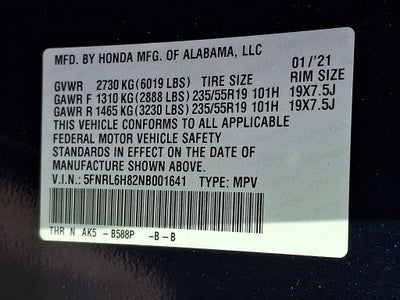 MFD. BY HONDA MFG. OF ALABAMA, LLC
01/'21
GVWR 2730 KG(6019 LBS) TIRE SIZE RIM SIZE
GAWR F 1310 KG(2888 LBS) 235/55R19 101H 19X7.5J
GAWR R 1465 KG(3230 LBS) 235/55R19 101H 19X7.5J
THIS VEHICLE CONFORMS TO ALL APPLICABLE
FEDERAL MOTOR VEHICLE SAFETY
STANDARDS IN EFFECT ON THE DATE
OF MANUFACTURE SHOWN ABOVE.
V.I.N.: 5FNRL6H82NB001641 TYPE: MPV
THR N AK5 - B588P -B-B